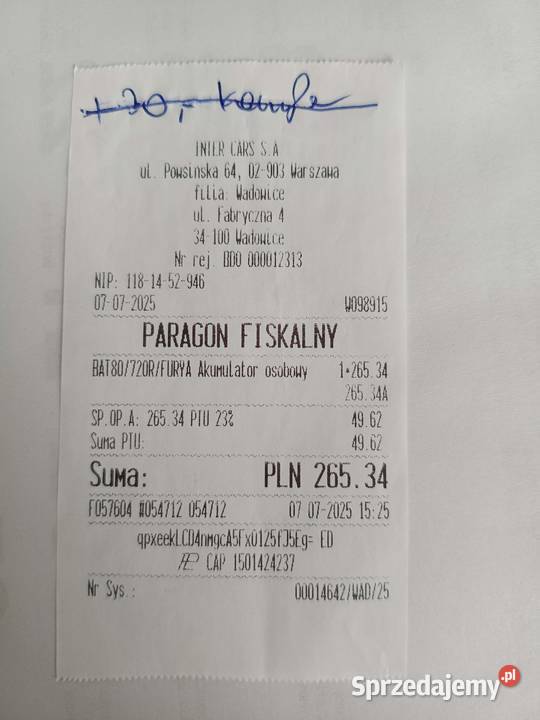 + 30,- kaucja
INTER CARS S.A
ul. Powsinska 64, 02-903 Warszawa
filia: Wadowice
ul. Fabryczna 4
34-100 Wadowice
Nr rej. BDO 000012313
NIP: 118-14-52-946
07-07-2025 W098915
PARAGON FISKALNY
BAT80/720R/FURYA Akumulator osobowy 1*265.34
265.34A
SP.OP.A: 265.34 PTU 23% 49.62
Suma PTU: 49.62
Suma: PLN 265.34
F057604 #054712 054712 07-07-2025 15:25
CAP 1501424237
Nr Sys.: 00014642/WAD/25
Sprzedajemy.pl